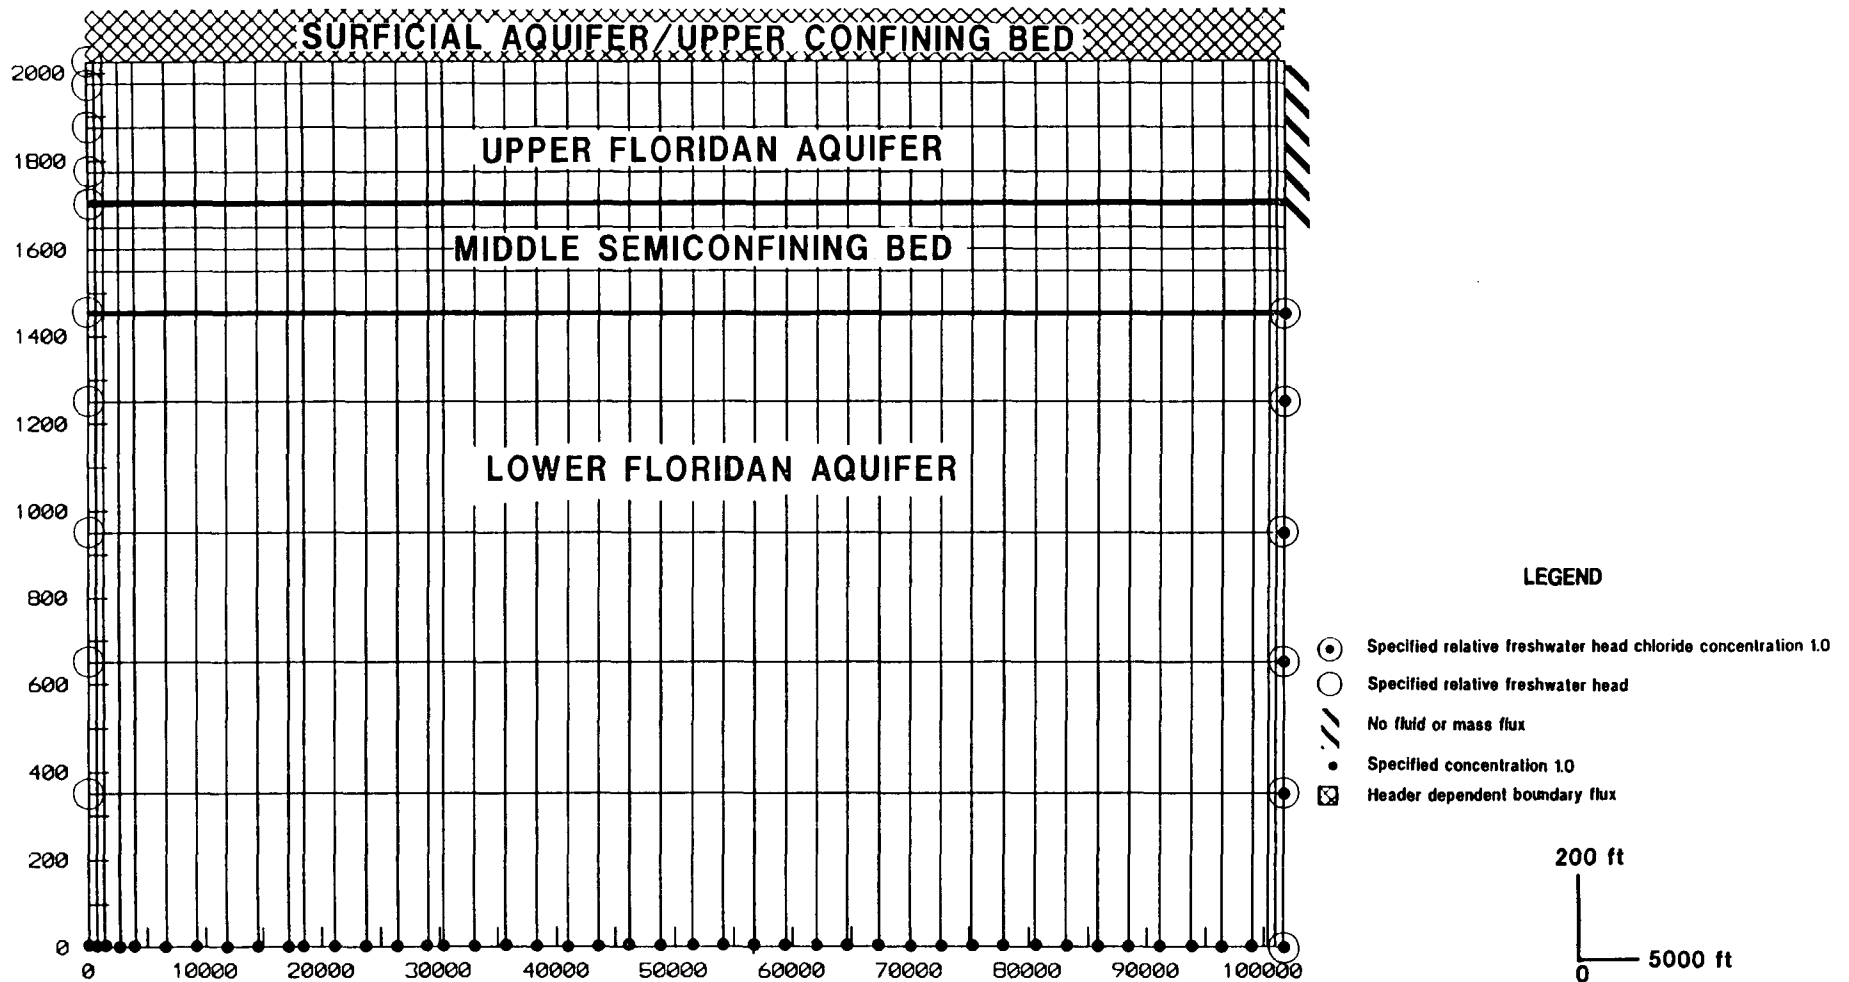 SURFICIAL AQUIFER/UPPER CONFINING BED
2000
UPPER FLORIDAN AQUIFER
1800
MIDDLE SEMICONFINING BED
1600
1400
1200
LOWER FLORIDAN AQUIFER
1000
800
600
400
200
0
0 10000 20000 30000 40000 50000 60000 70000 80000 90000 100000
LEGEND
Specified relative freshwater head chloride concentration 1.0
Specified relative freshwater head
No fluid or mass flux
Specified concentration 1.0
Header dependent boundary flux
200 ft
0 5000 ft